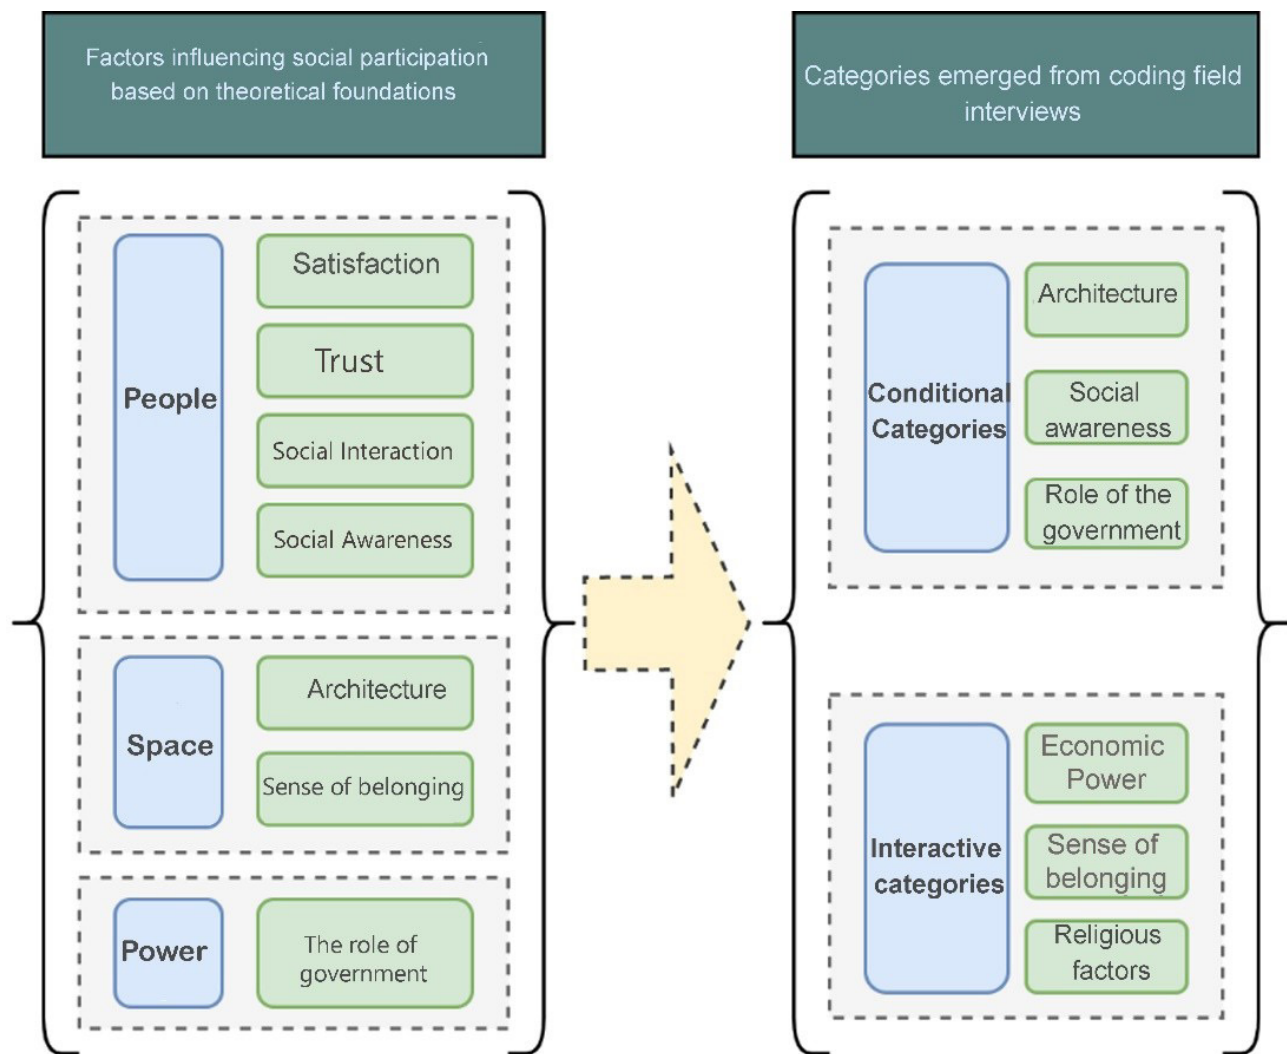 Factors influencing social participation
based on theoretical foundations
People
Satisfaction
Trust
Social Interaction
Social Awareness
Space
Architecture
Sense of belonging
Power
The role of
government
Categories emerged from coding field
interviews
Conditional
Categories
Architecture
Social
awareness
Role of the
government
Interactive
categories
Economic
Power
Sense of
belonging
Religious
factors